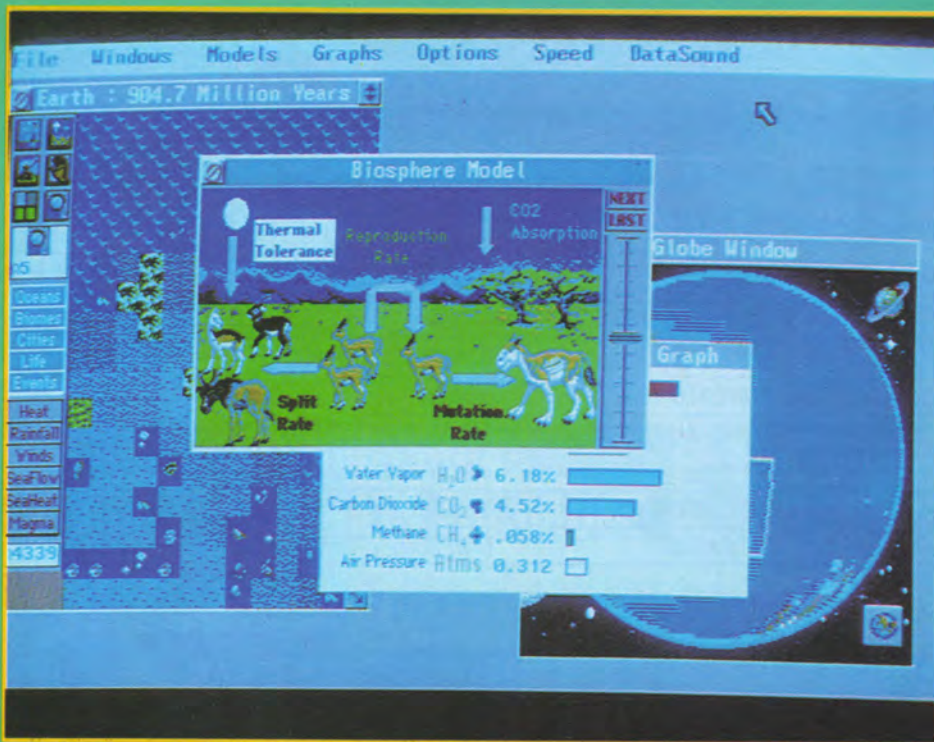 File Windows Models Graphs Options Speed DataSound
Earth : 904.7 Million Years
Biosphere Model
NEXT
LAST
Thermal
Tolerance
Reproduction
Rate
CO2
Absorption
Split
Rate
Mutation
Rate
Globe Window
Graph
Oceans
Biomes
Cities
Life
Events
Heat
Rainfall
Winds
SeaFlow
SeaHeat
Magma
4339
Water Vapor H₂O 6.18%
Carbon Dioxide CO₂ 4.52%
Methane CH₄ .058%
Air Pressure Atms 0.312